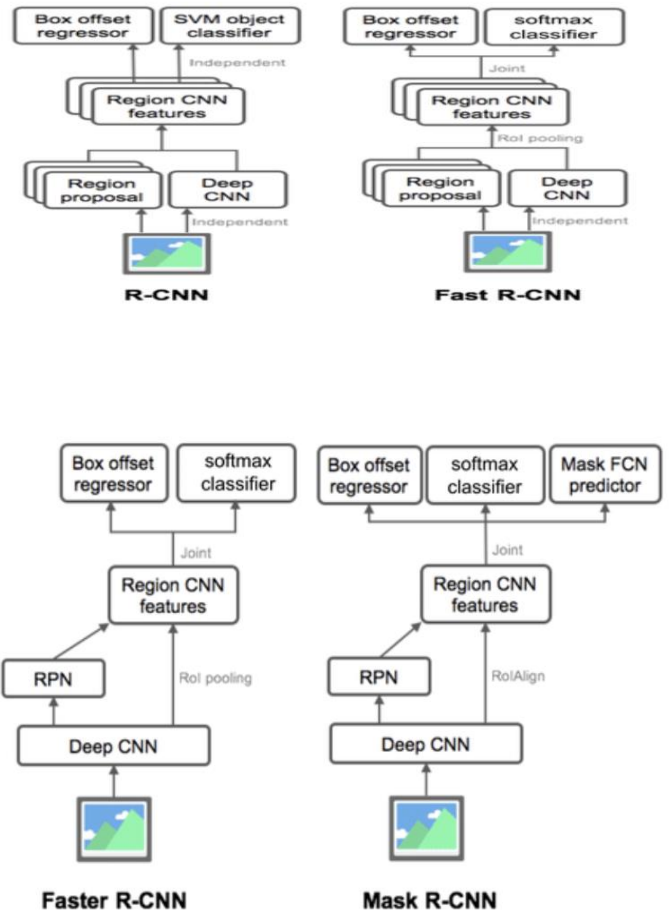 Box offset
regressor
SVM object
classifier
Independent
Region CNN
features
Region
proposal
Deep
CNN
Independent
R-CNN
Box offset
regressor
softmax
classifier
Joint
Region CNN
features
RoI pooling
Region
proposal
Deep
CNN
Independent
Fast R-CNN
Box offset
regressor
softmax
classifier
Joint
Region CNN
features
RPN
RoI pooling
Deep CNN
Faster R-CNN
Box offset
regressor
softmax
classifier
Mask FCN
predictor
Joint
Region CNN
features
RPN
RoIAlign
Deep CNN
Mask R-CNN